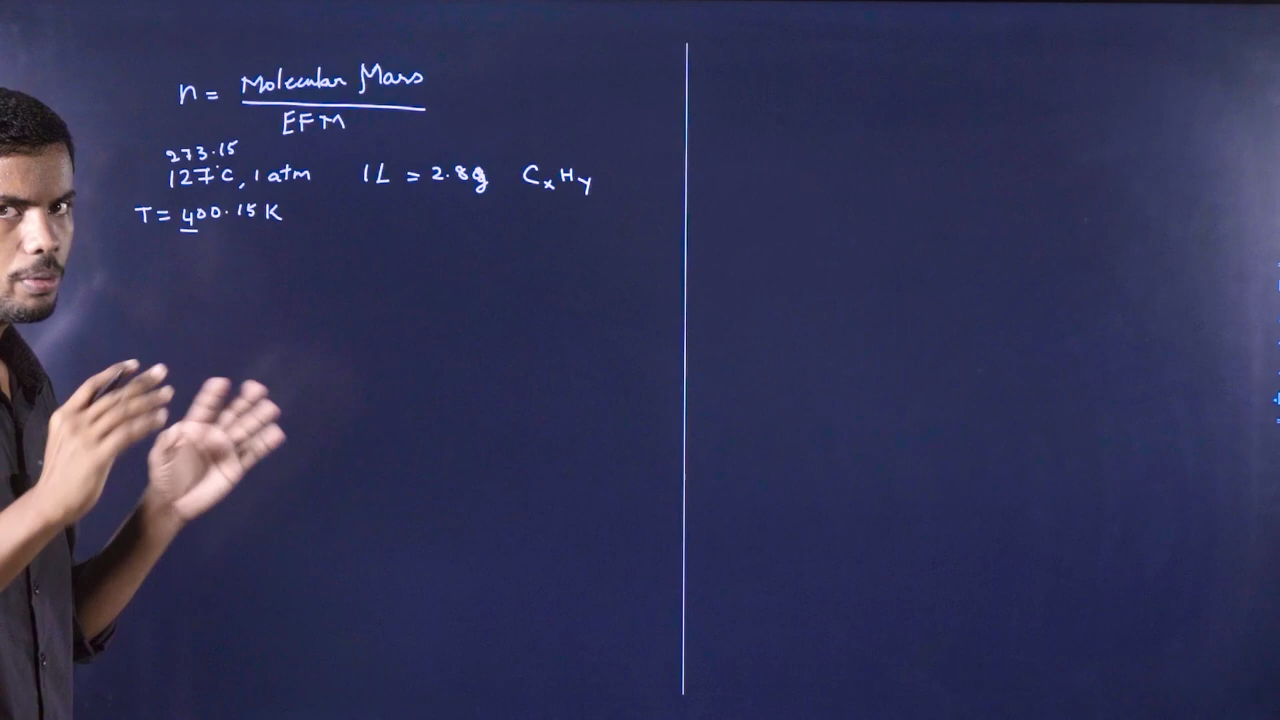 n = Molecular Mass / EFM
273.15
127°C, 1 atm 1L = 2.8g CxHy
T = 400.15 K